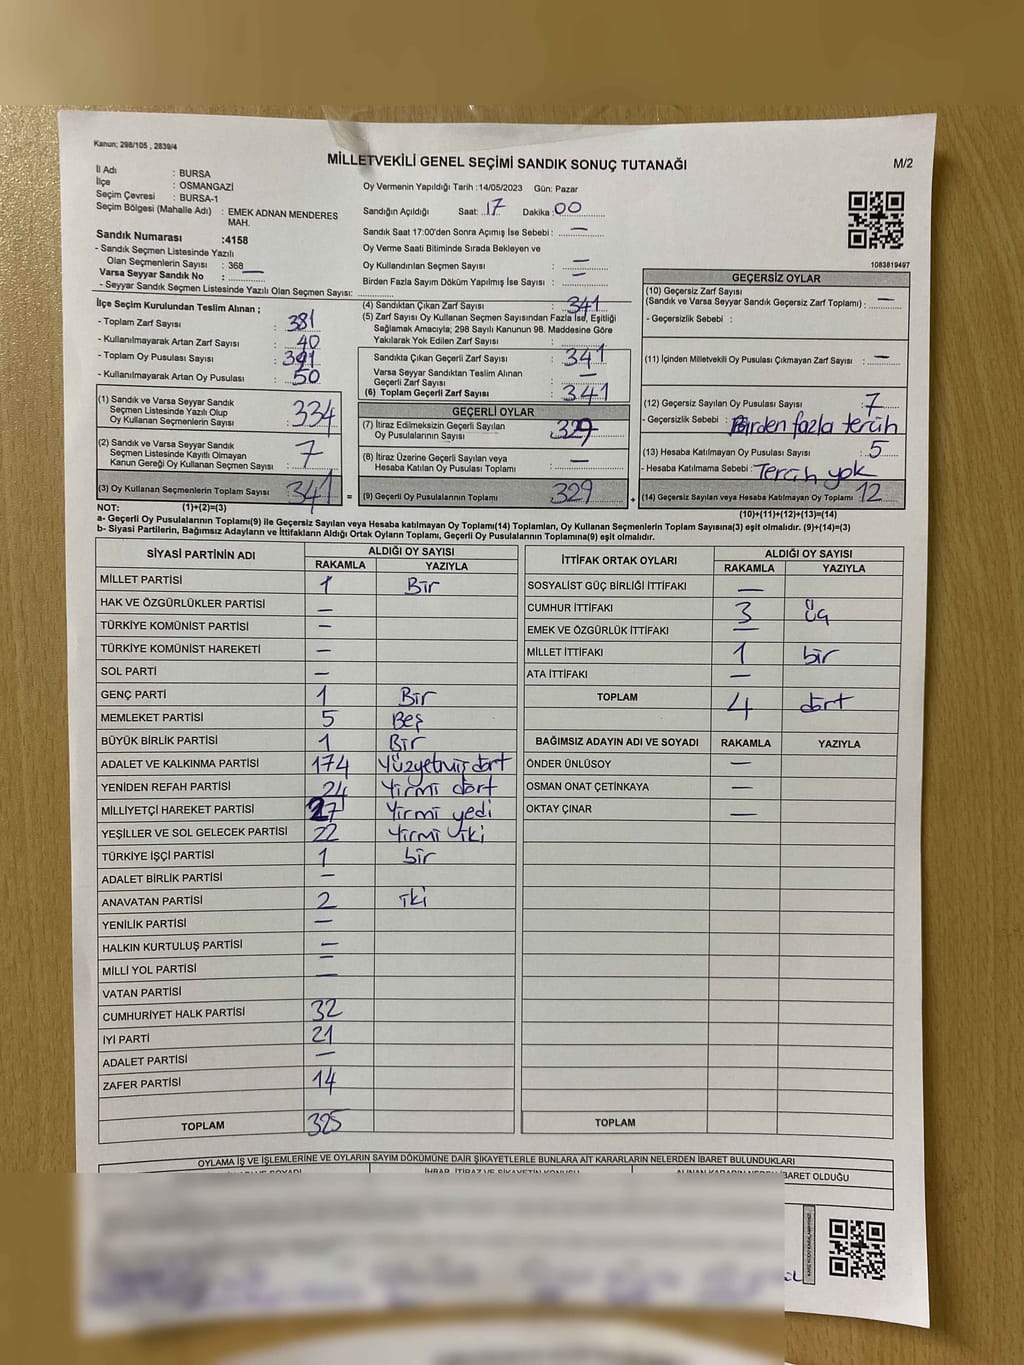 Kanun; 298/105 , 2839/4
MİLLETVEKİLİ GENEL SEÇİMİ SANDIK SONUÇ TUTANAĞI
M/2
İl Adı : BURSA
İlçe : OSMANGAZİ
Seçim Çevresi : BURSA-1
Seçim Bölgesi (Mahalle Adı) : EMEK ADNAN MENDERES
MAH.
Sandık Numarası :4158
- Sandık Seçmen Listesinde Yazılı
Olan Seçmenlerin Sayısı : 368
Varsa Seyyar Sandık No : —
- Seyyar Sandık Seçmen Listesinde Yazılı Olan Seçmen Sayısı:
Oy Vermenin Yapıldığı Tarih :14/05/2023 Gün: Pazar
Sandığın Açıldığı Saat: 17 Dakika : 00
Sandık Saat 17:00'den Sonra Açımış İse Sebebi : —
Oy Verme Saati Bitiminde Sırada Bekleyen ve
Oy Kullandırılan Seçmen Sayısı : —
Birden Fazla Sayım Döküm Yapılmış İse Sayısı : —
1083819497
İlçe Seçim Kurulundan Teslim Alınan ;
- Toplam Zarf Sayısı : 381
- Kullanılmayarak Artan Zarf Sayısı : 40
- Toplam Oy Pusulası Sayısı : 391
- Kullanılmayarak Artan Oy Pusulası : 50
(1) Sandık ve Varsa Seyyar Sandık
Seçmen Listesinde Yazılı Olup
Oy Kullanan Seçmenlerin Sayısı : 334
(2) Sandık ve Varsa Seyyar Sandık
Seçmen Listesinde Kayıtlı Olmayan
Kanun Gereği Oy Kullanan Seçmen Sayısı : 7
(3) Oy Kullanan Seçmenlerin Toplam Sayısı 341 =
(4) Sandıktan Çıkan Zarf Sayısı : 341
(5) Zarf Sayısı Oy Kullanan Seçmen Sayısından Fazla İse, Eşitliği
Sağlamak Amacıyla; 298 Sayılı Kanunun 98. Maddesine Göre
Yakılarak Yok Edilen Zarf Sayısı :
Sandıkta Çıkan Geçerli Zarf Sayısı : 341
Varsa Seyyar Sandıktan Teslim Alınan
Geçerli Zarf Sayısı : —
(6) Toplam Geçerli Zarf Sayısı : 341
GEÇERLİ OYLAR
(7) İtiraz Edilmeksizin Geçerli Sayılan
Oy Pusulalarının Sayısı : 329
(8) İtiraz Üzerine Geçerli Sayılan veya
Hesaba Katılan Oy Pusulası Toplamı : —
(9) Geçerli Oy Pusulalarının Toplamı 329 +
GEÇERSİZ OYLAR
(10) Geçersiz Zarf Sayısı
(Sandık ve Varsa Seyyar Sandık Geçersiz Zarf Toplamı) : —
- Geçersizlik Sebebi :
(11) İçinden Milletvekili Oy Pusulası Çıkmayan Zarf Sayısı : —
(12) Geçersiz Sayılan Oy Pusulası Sayısı : 7
- Geçersizlik Sebebi : Birden fazla tercih
(13) Hesaba Katılmayan Oy Pusulası Sayısı : 5
- Hesaba Katılmama Sebebi : Tercih yok
(14) Geçersiz Sayılan veya Hesaba Katılmayan Oy Toplamı 12
NOT: (1)+(2)=(3)
(10)+(11)+(12)+(13)=(14)
a- Geçerli Oy Pusulalarının Toplamı(9) ile Geçersiz Sayılan veya Hesaba katılmayan Oy Toplamı(14) Toplamları, Oy Kullanan Seçmenlerin Toplam Sayısına(3) eşit olmalıdır. (9)+(14)=(3)
b- Siyasi Partilerin, Bağımsız Adayların ve İttifakların Aldığı Ortak Oyların Toplamı, Geçerli Oy Pusulalarının Toplamına(9) eşit olmalıdır.
SİYASİ PARTİNİN ADI ALDIĞI OY SAYISI
RAKAMLA YAZIYLA
MİLLET PARTİSİ 1 Bir
HAK VE ÖZGÜRLÜKLER PARTİSİ —
TÜRKİYE KOMÜNİST PARTİSİ —
TÜRKİYE KOMÜNİST HAREKETİ —
SOL PARTİ —
GENÇ PARTİ 1 Bir
MEMLEKET PARTİSİ 5 Beş
BÜYÜK BİRLİK PARTİSİ 1 Bir
ADALET VE KALKINMA PARTİSİ 174 Yüzyetmişdört
YENİDEN REFAH PARTİSİ 24 Yirmi dört
MİLLİYETÇİ HAREKET PARTİSİ 27 Yirmi yedi
YEŞİLLER VE SOL GELECEK PARTİSİ 22 Yirmi iki
TÜRKİYE İŞÇİ PARTİSİ 1 bir
ADALET BİRLİK PARTİSİ —
ANAVATAN PARTİSİ 2 iki
YENİLİK PARTİSİ —
HALKIN KURTULUŞ PARTİSİ —
MİLLİ YOL PARTİSİ —
VATAN PARTİSİ —
CUMHURİYET HALK PARTİSİ 32
İYİ PARTİ 21
ADALET PARTİSİ —
ZAFER PARTİSİ 14
TOPLAM 325
İTTİFAK ORTAK OYLARI ALDIĞI OY SAYISI
RAKAMLA YAZIYLA
SOSYALİST GÜÇ BİRLİĞİ İTTİFAKI —
CUMHUR İTTİFAKI 3 üç
EMEK VE ÖZGÜRLÜK İTTİFAKI —
MİLLET İTTİFAKI 1 bir
ATA İTTİFAKI —
TOPLAM 4 dört
BAĞIMSIZ ADAYIN ADI VE SOYADI RAKAMLA YAZIYLA
ÖNDER ÜNLÜSOY —
OSMAN ONAT ÇETİNKAYA —
OKTAY ÇINAR —
TOPLAM
OYLAMA İŞ VE İŞLEMLERİNE VE OYLARIN SAYIM DÖKÜMÜNE DAİR ŞİKAYETLERLE BUNLARA AİT KARARLARIN NELERDEN İBARET BULUNDUKLARI
İHBAR, İTİRAZ VE ŞİKAYETİN KONUSU ALINAN KARARIN NEDEN İBARET OLDUĞU